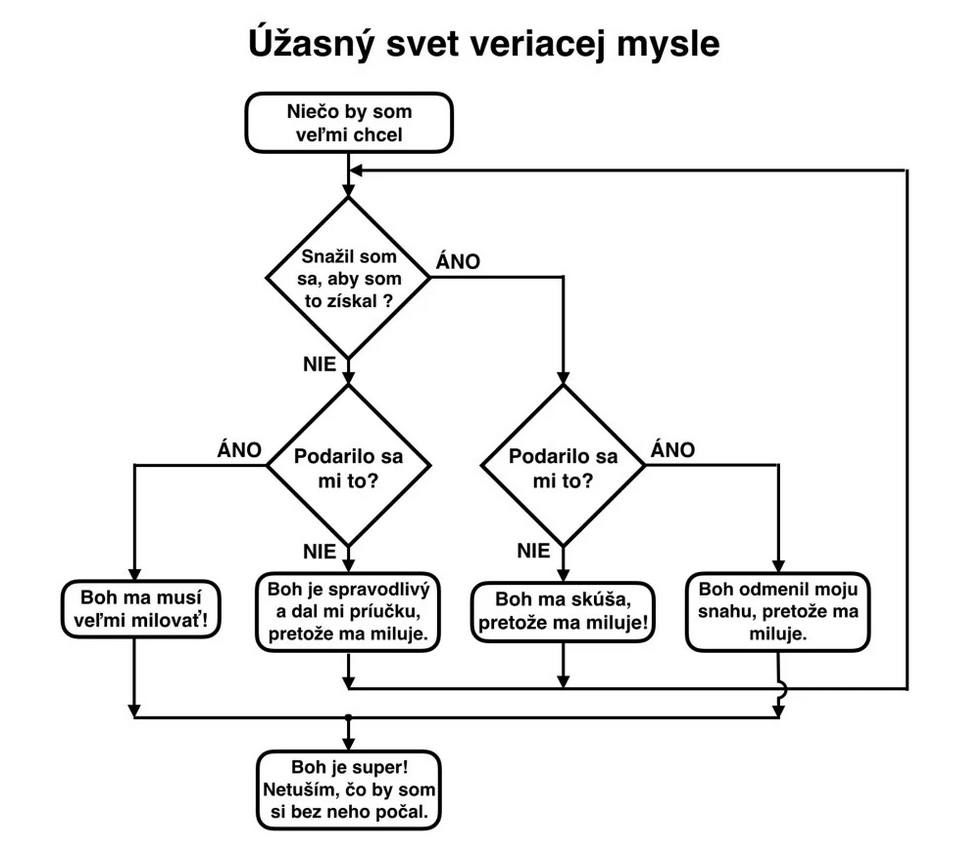 Úžasný svet veriacej mysle
Niečo by som
veľmi chcel
Snažil som
sa, aby som
to získal ?
ÁNO
NIE
Podarilo sa
mi to?
ÁNO
NIE
Podarilo sa
mi to?
ÁNO
NIE
Boh ma musí
veľmi milovať!
Boh je spravodlivý
a dal mi príučku,
pretože ma miluje.
Boh ma skúša,
pretože ma miluje!
Boh odmenil moju
snahu, pretože ma
miluje.
Boh je super!
Netuším, čo by som
si bez neho počal.